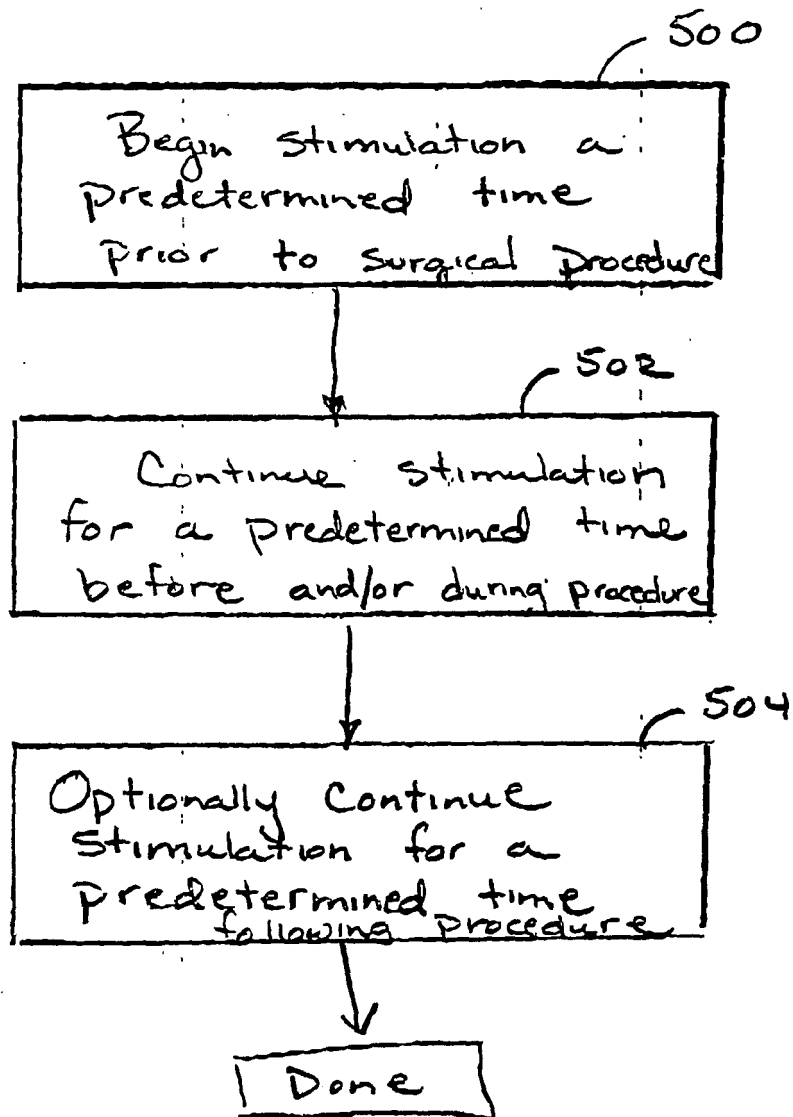 500
Begin stimulation a
predetermined time
prior to surgical procedure
502
Continue stimulation
for a predetermined time
before and/or during procedure
504
Optionally Continue
stimulation for a
predetermined time
following procedure
Done